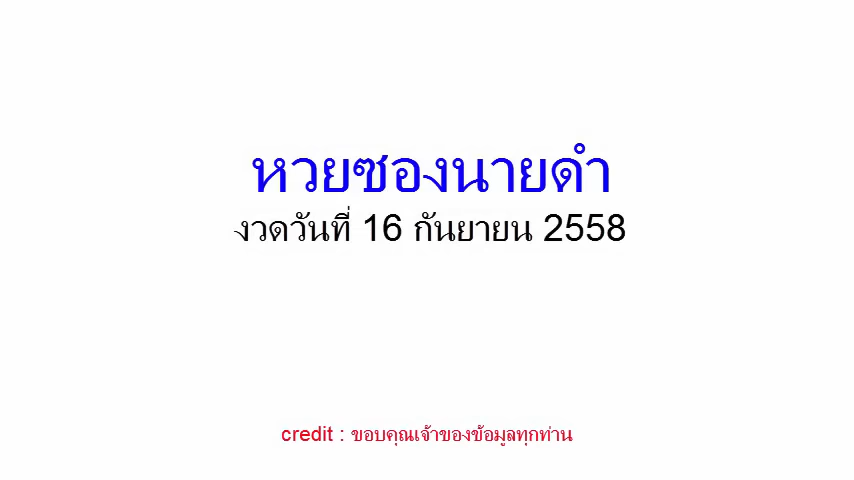 หวยซองนายดำ
งวดวันที่ 16 กันยายน 2558
credit : ขอบคุณเจ้าของข้อมูลทุกท่าน